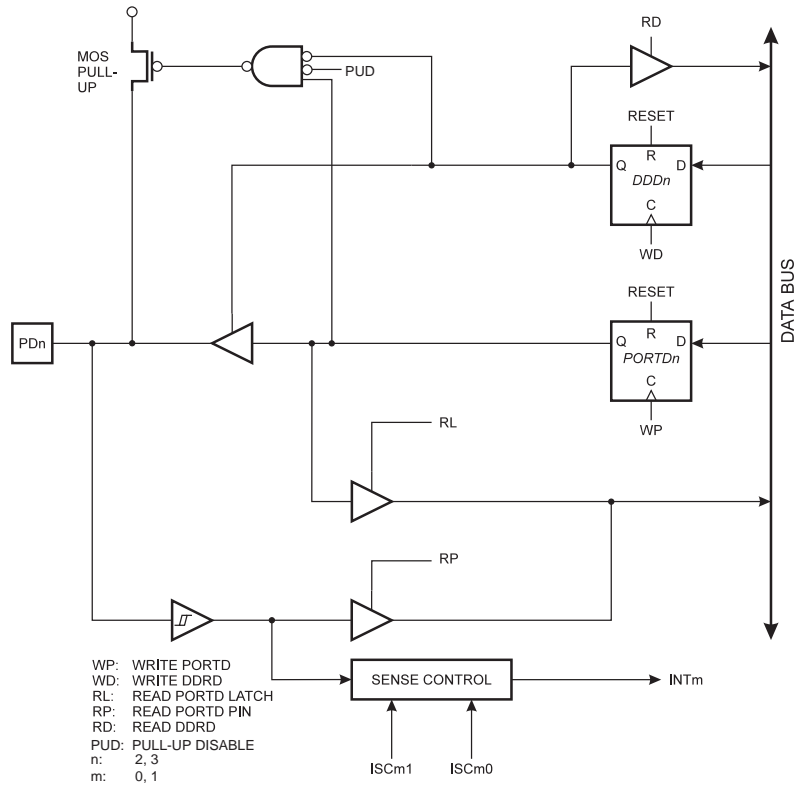 RD
MOS
PULL-
UP
PUD
RESET
R
Q
D
DDDn
C
WD
DATA BUS
RESET
R
PDn
Q
D
PORTDn
C
WP
RL
RP
WP: WRITE PORTD
WD: WRITE DDRD
RL: READ PORTD LATCH
RP: READ PORTD PIN
RD: READ DDRD
PUD: PULL-UP DISABLE
n: 2, 3
m: 0, 1
SENSE CONTROL
INTm
ISCm1
ISCm0